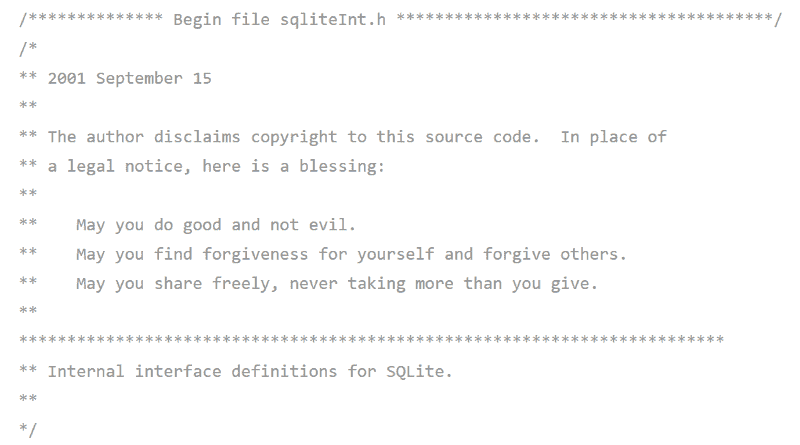 /************** Begin file sqliteInt.h ***************************************/
/*
** 2001 September 15
**
** The author disclaims copyright to this source code.  In place of
** a legal notice, here is a blessing:
**
**    May you do good and not evil.
**    May you find forgiveness for yourself and forgive others.
**    May you share freely, never taking more than you give.
**
*************************************************************************
** Internal interface definitions for SQLite.
**
*/